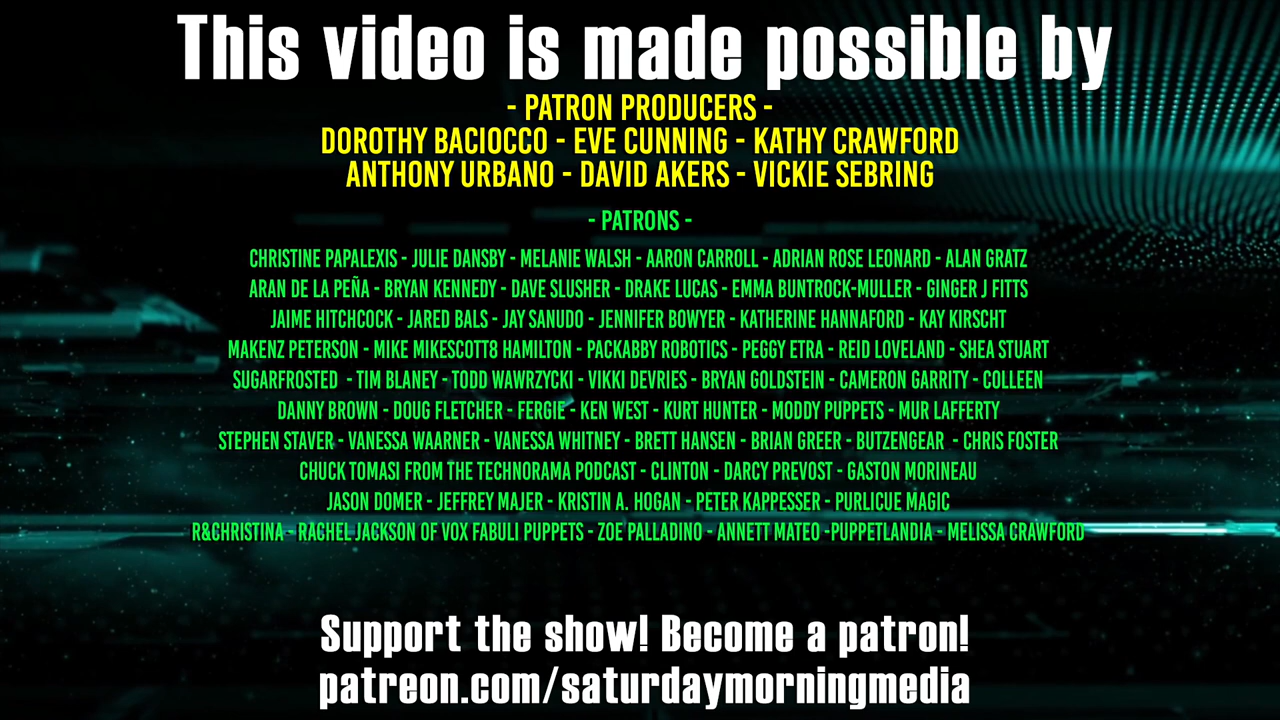 This video is made possible by
- PATRON PRODUCERS -
DOROTHY BACIOCCO - EVE CUNNING - KATHY CRAWFORD
ANTHONY URBANO - DAVID AKERS - VICKIE SEBRING
- PATRONS -
CHRISTINE PAPALEXIS - JULIE DANSBY - MELANIE WALSH - AARON CARROLL - ADRIAN ROSE LEONARD - ALAN GRATZ
ARAN DE LA PEÑA - BRYAN KENNEDY - DAVE SLUSHER - DRAKE LUCAS - EMMA BUNTROCK-MULLER - GINGER J FITTS
JAIME HITCHCOCK - JARED BALS - JAY SANUDO - JENNIFER BOWYER - KATHERINE HANNAFORD - KAY KIRSCHT
MAKENZ PETERSON - MIKE MIKESCOTT8 HAMILTON - PACKABBY ROBOTICS - PEGGY ETRA - REID LOVELAND - SHEA STUART
SUGARFROSTED - TIM BLANEY - TODD WAWRZYCKI - VIKKI DEVRIES - BRYAN GOLDSTEIN - CAMERON GARRITY - COLLEEN
DANNY BROWN - DOUG FLETCHER - FERGIE - KEN WEST - KURT HUNTER - MODDY PUPPETS - MUR LAFFERTY
STEPHEN STAVER - VANESSA WAARNER - VANESSA WHITNEY - BRETT HANSEN - BRIAN GREER - BUTZENGEAR - CHRIS FOSTER
CHUCK TOMASI FROM THE TECHNORAMA PODCAST - CLINTON - DARCY PREVOST - GASTON MORINEAU
JASON DOMER - JEFFREY MAJER - KRISTIN A. HOGAN - PETER KAPPESSER - PURLICUE MAGIC
R&CHRISTINA - RACHEL JACKSON OF VOX FABULI PUPPETS - ZOE PALLADINO - ANNETT MATEO -PUPPETLANDIA - MELISSA CRAWFORD
Support the show! Become a patron!
patreon.com/saturdaymorningmedia